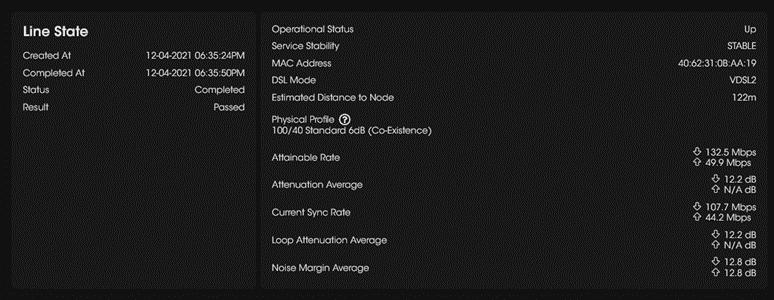 Line State
Created At 12-04-2021 06:35:24PM
Completed At 12-04-2021 06:35:50PM
Status Completed
Result Passed
Operational Status Up
Service Stability STABLE
MAC Address 40:62:31:0B:AA:19
DSL Mode VDSL2
Estimated Distance to Node 122m
Physical Profile ?
100/40 Standard 6dB (Co-Existence)
Attainable Rate
132.5 Mbps
49.9 Mbps
Attenuation Average
12.2 dB
N/A dB
Current Sync Rate
107.7 Mbps
44.2 Mbps
Loop Attenuation Average
12.2 dB
N/A dB
Noise Margin Average
12.8 dB
12.8 dB